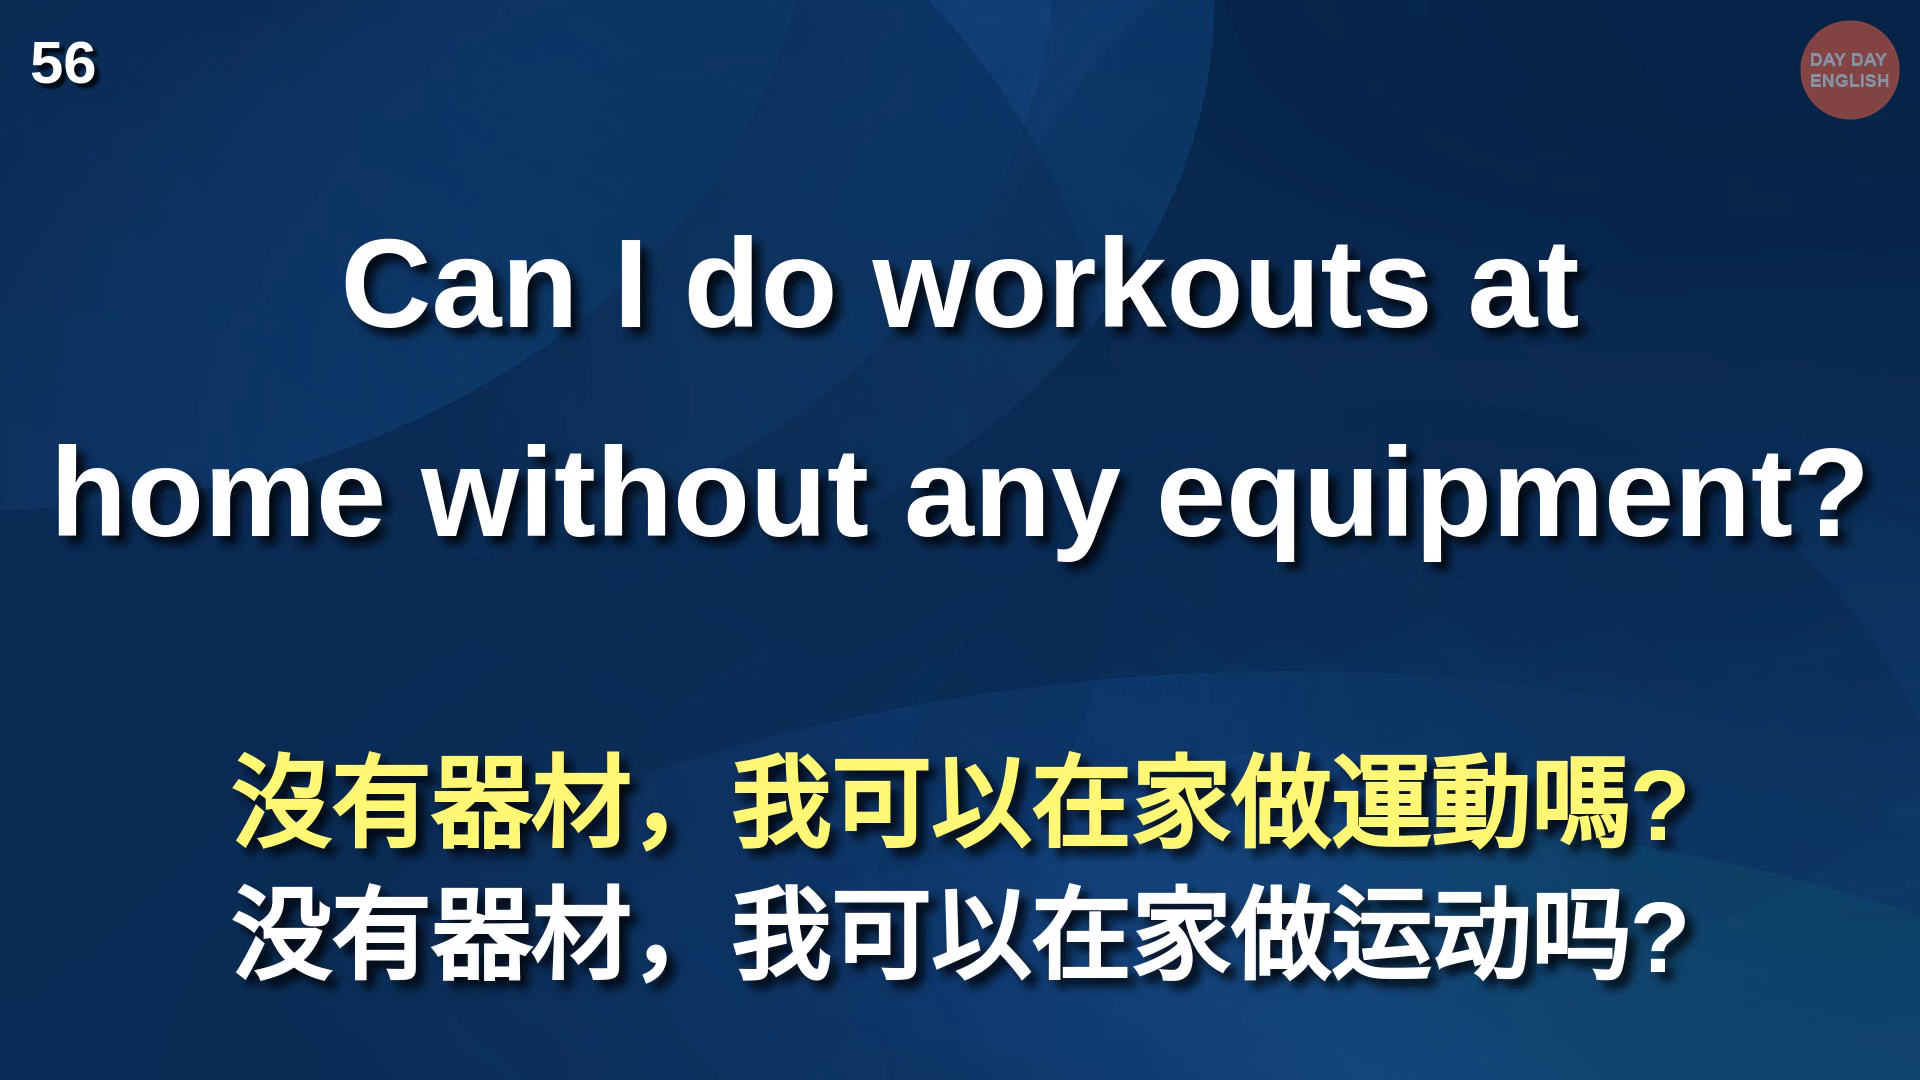 56
DAY DAY
ENGLISH
Can I do workouts at
home without any equipment?
沒有器材，我可以在家做運動嗎?
没有器材，我可以在家做运动吗?